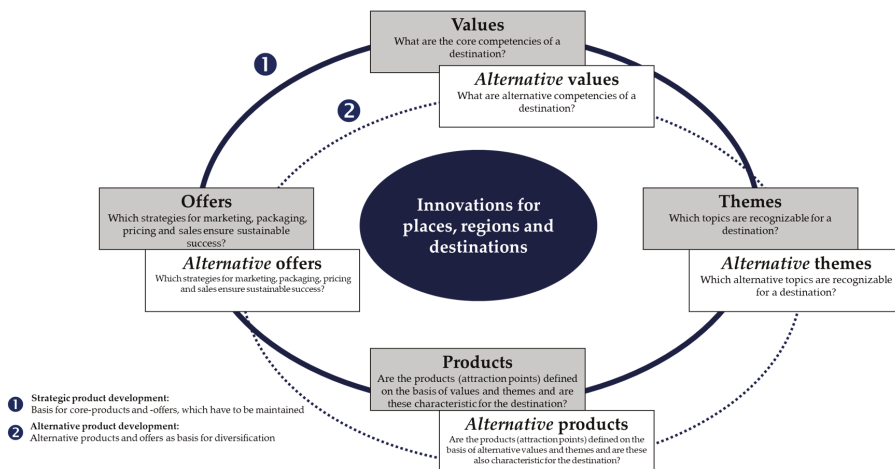 Values
What are the core competencies of a
destination?
❶
Alternative values
What are alternative competencies of a
destination?
❷
Offers
Which strategies for marketing, packaging,
pricing and sales ensure sustainable
success?
Alternative offers
Which strategies for marketing, packaging, pricing
and sales ensure sustainable success?
Innovations for
places, regions and
destinations
Themes
Which topics are recognizable for a
destination?
Alternative themes
Which alternative topics are recognizable
for a destination?
Products
Are the products (attraction points) defined
on the basis of values and themes and are
these characteristic for the destination?
Alternative products
Are the products (attraction points) defined on the
basis of alternative values and themes and are these
also characteristic for the destination?
❶ Strategic product development:
Basis for core-products and -offers, which have to be maintained
❷ Alternative product development:
Alternative products and offers as basis for diversification